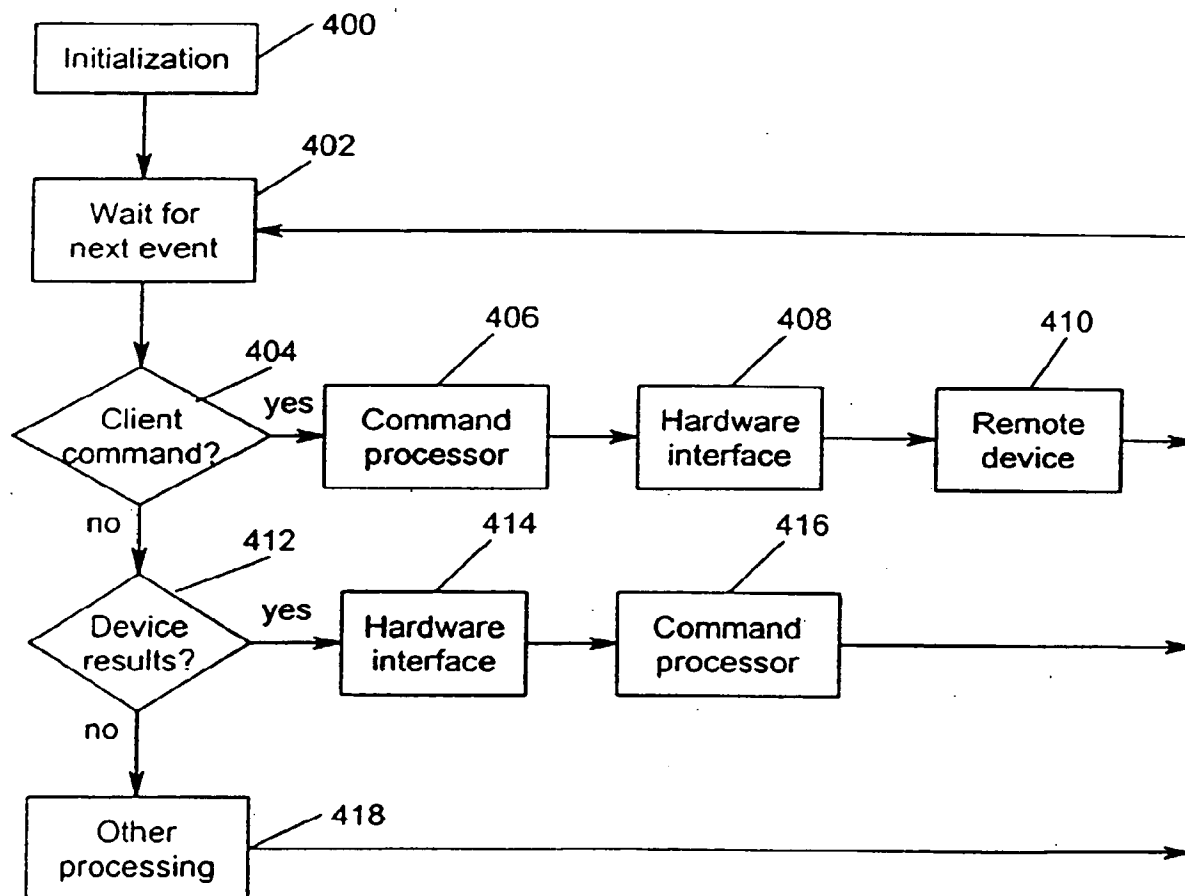 400
Initialization
402
Wait for
next event
404
Client
command?
yes
406
Command
processor
408
Hardware
interface
410
Remote
device
no
412
Device
results?
yes
414
Hardware
interface
416
Command
processor
no
418
Other
processing